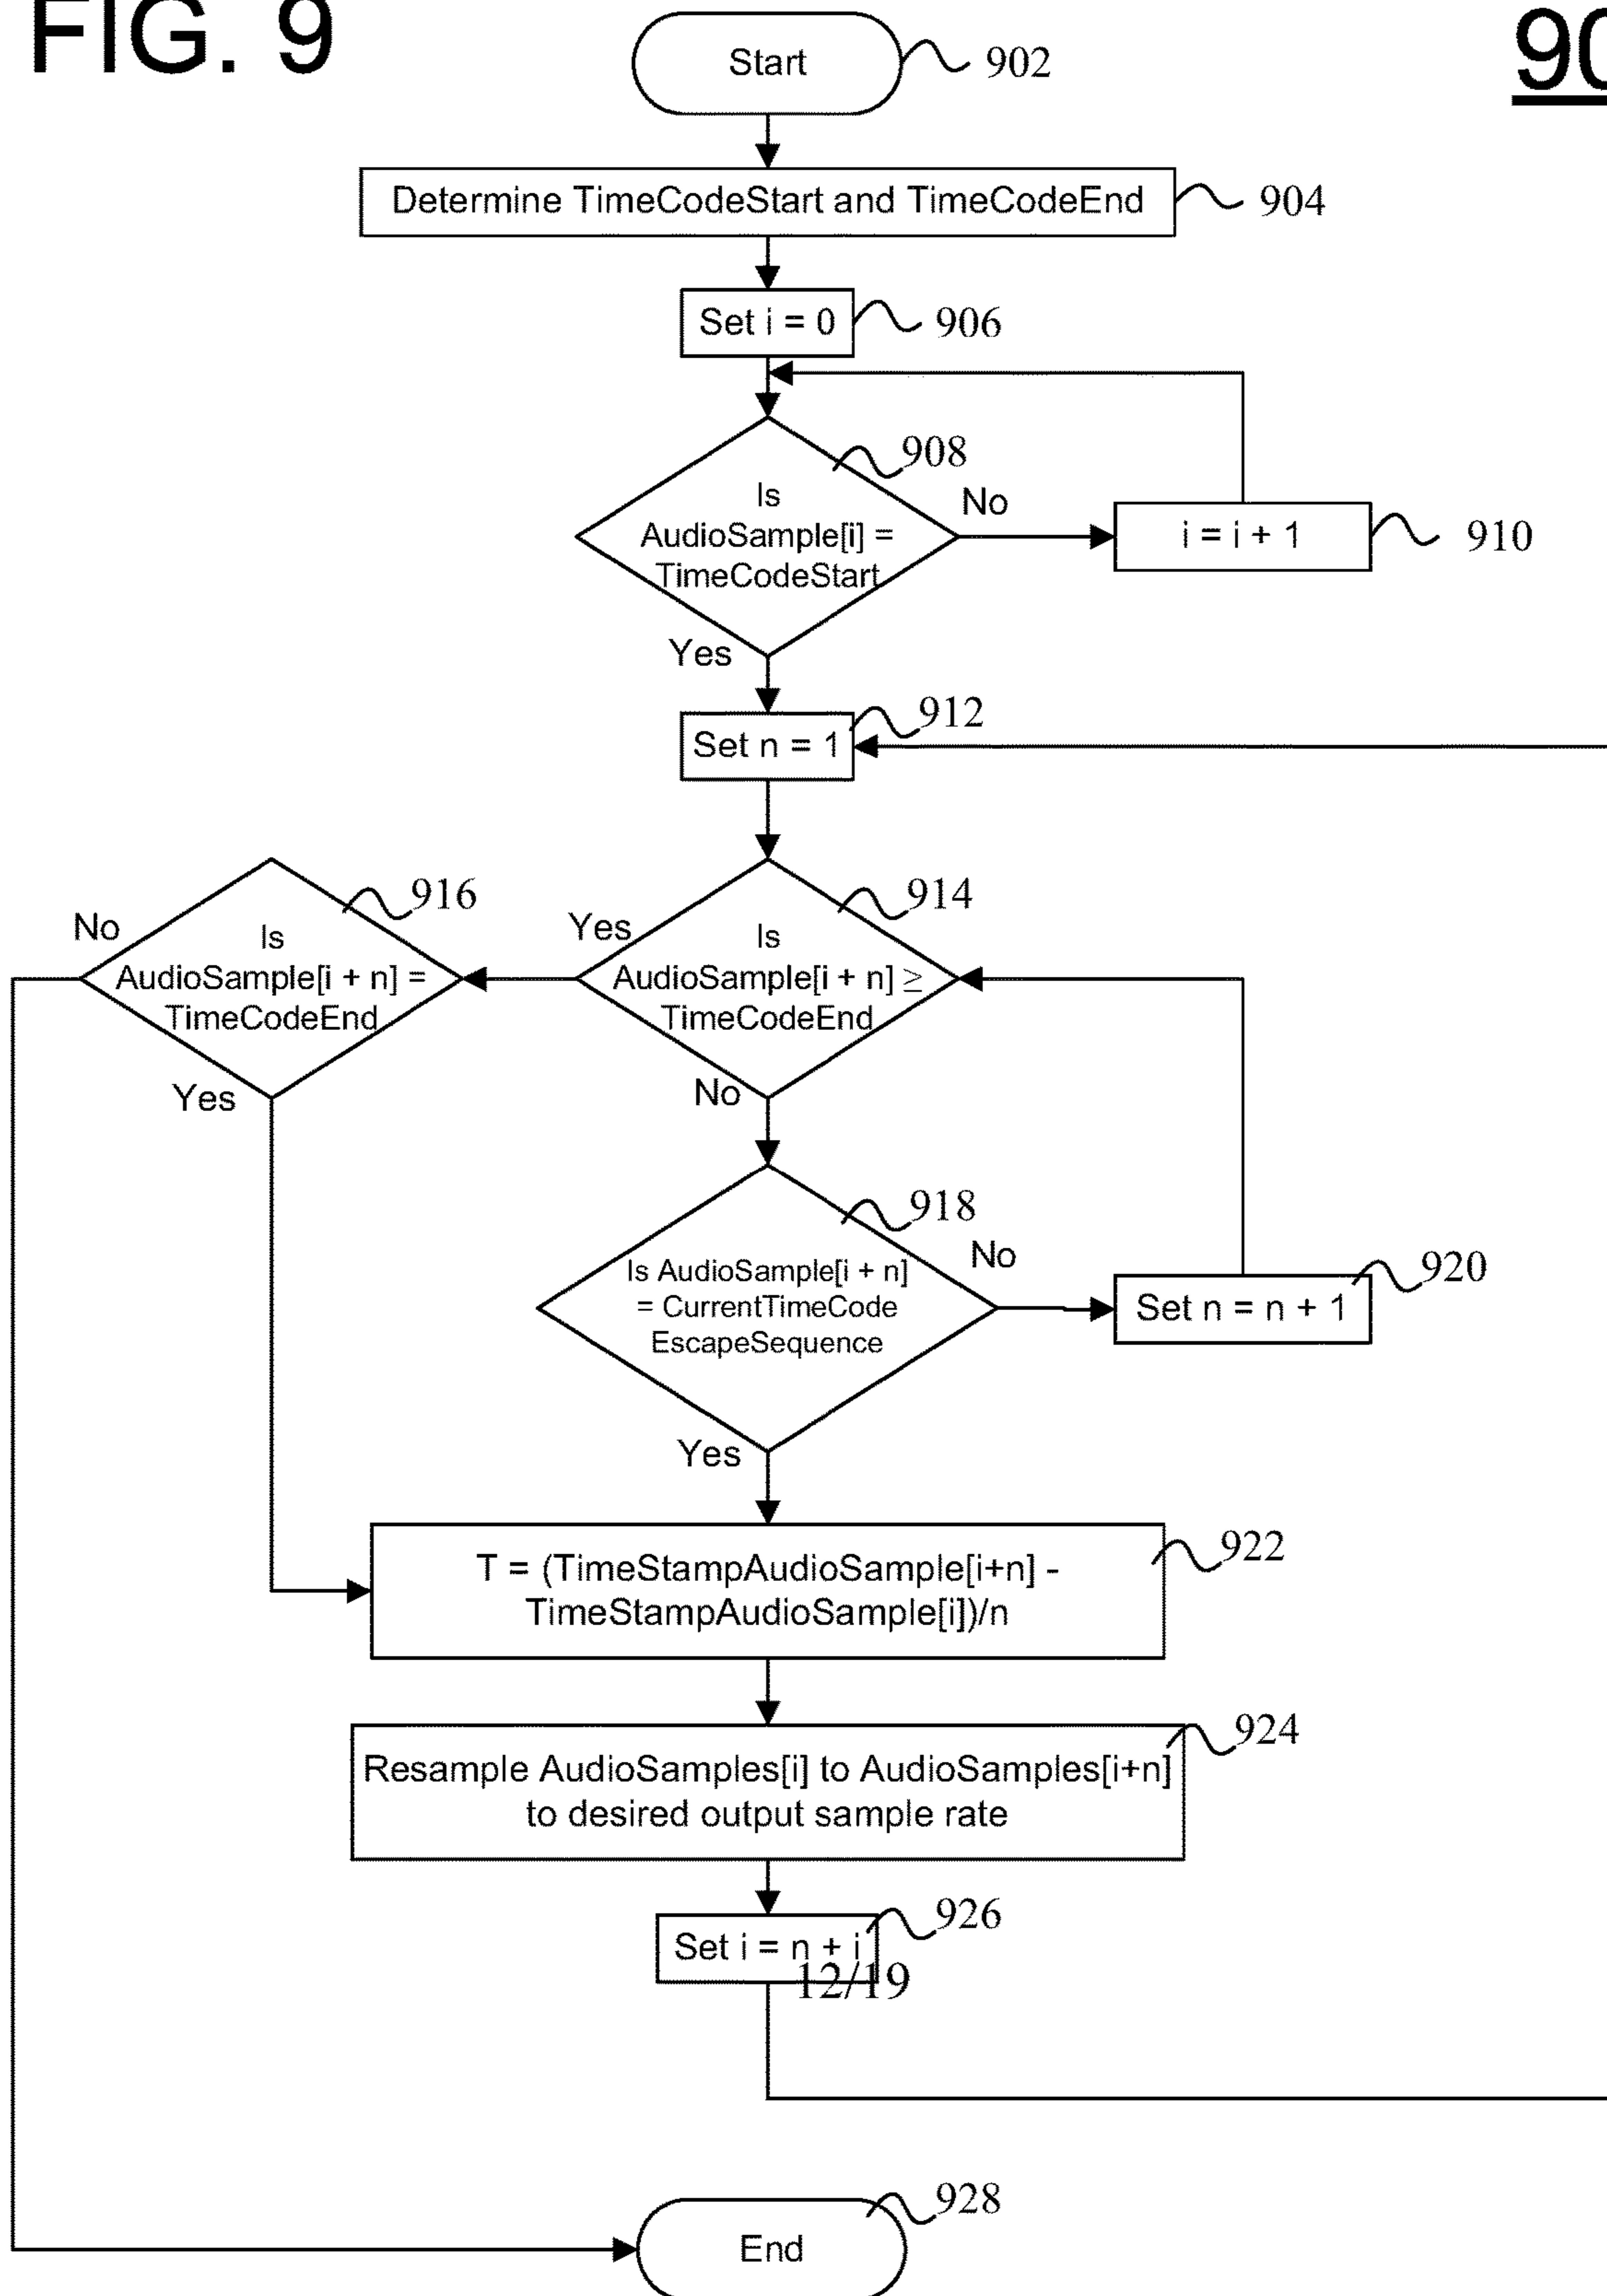 FIG. 9
90
Start
902
Determine TimeCodeStart and TimeCodeEnd
904
Set i = 0
906
908
Is
AudioSample[i] =
TimeCodeStart
No
i = i + 1
910
Yes
912
Set n = 1
916
No
Is
AudioSample[i + n] =
TimeCodeEnd
Yes
914
Yes
Is
AudioSample[i + n] ≥
TimeCodeEnd
No
918
Is AudioSample[i + n]
= CurrentTimeCode
EscapeSequence
No
920
Set n = n + 1
Yes
922
T = (TimeStampAudioSample[i+n] -
TimeStampAudioSample[i])/n
924
Resample AudioSamples[i] to AudioSamples[i+n]
to desired output sample rate
926
Set i = n + i
12/19
928
End